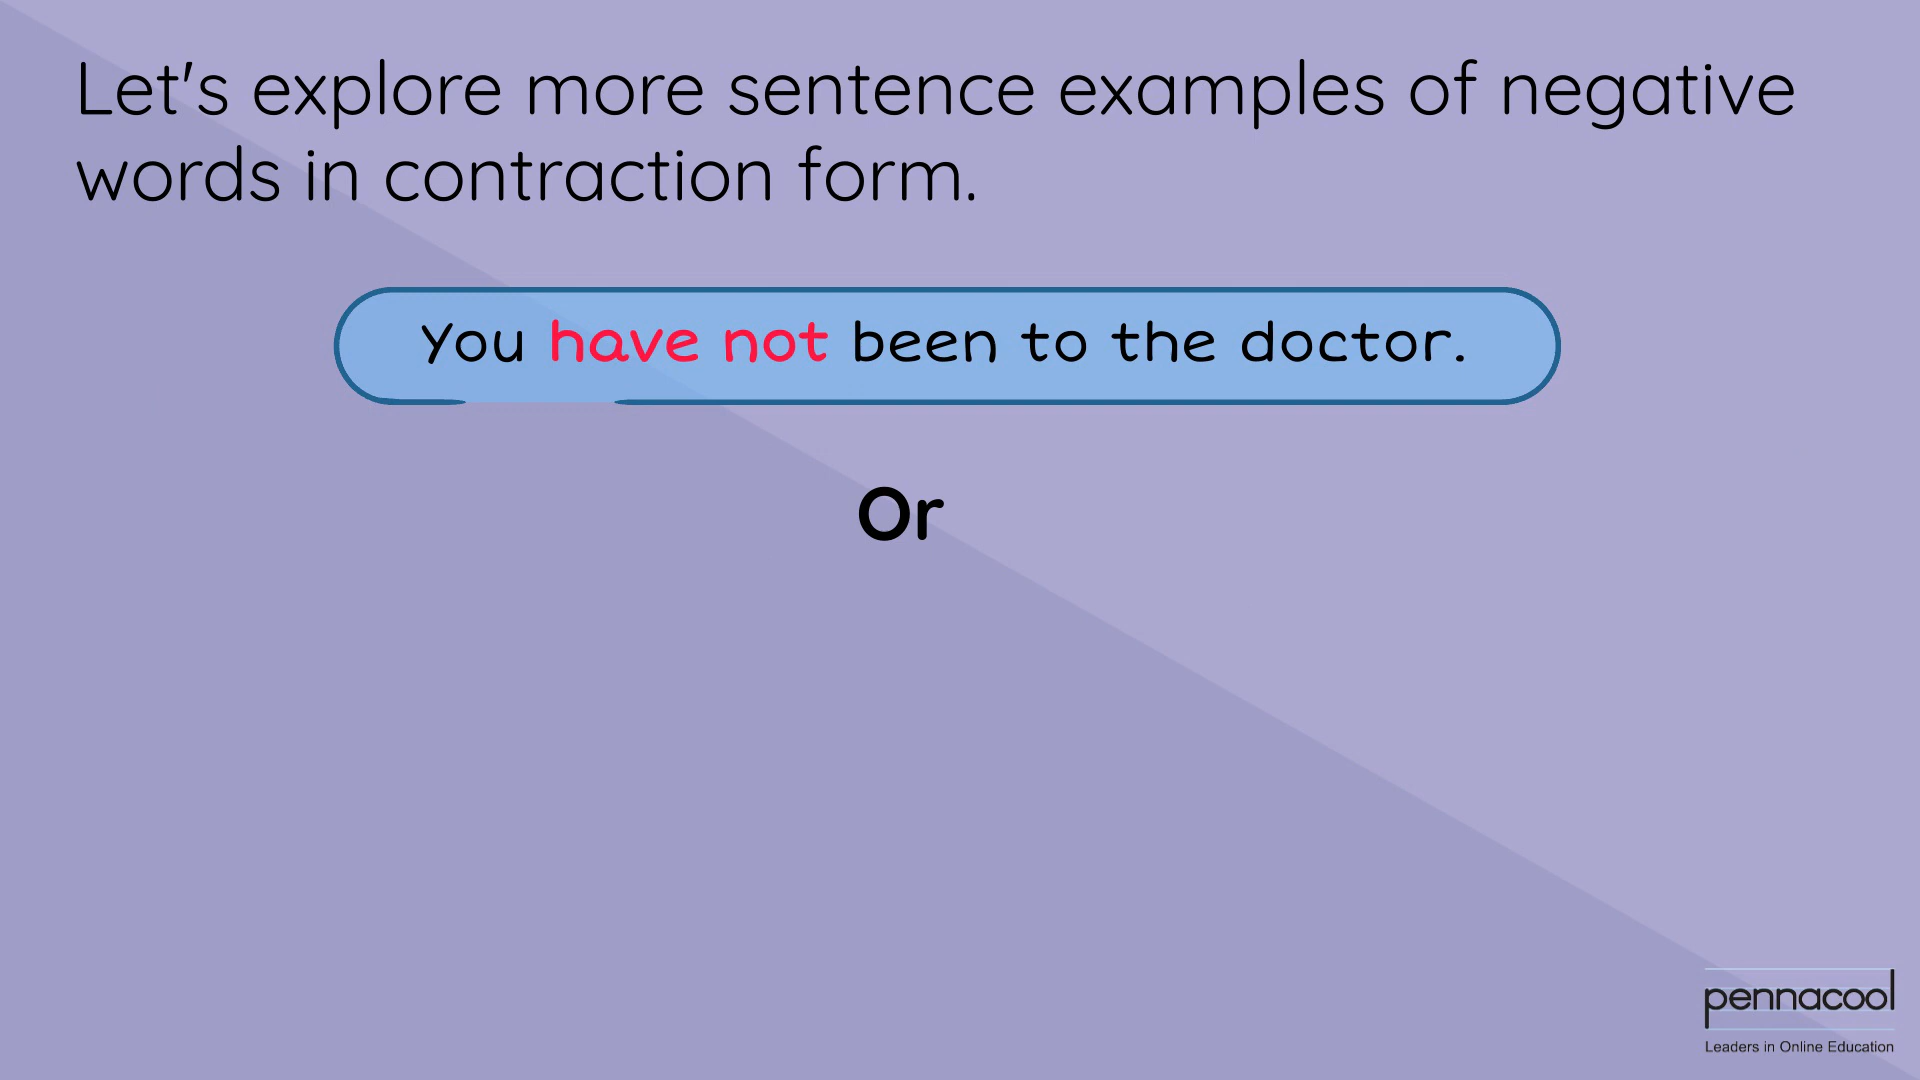 Let's explore more sentence examples of negative
words in contraction form.
You have not been to the doctor.
Or
pennacool
Leaders in Online Education